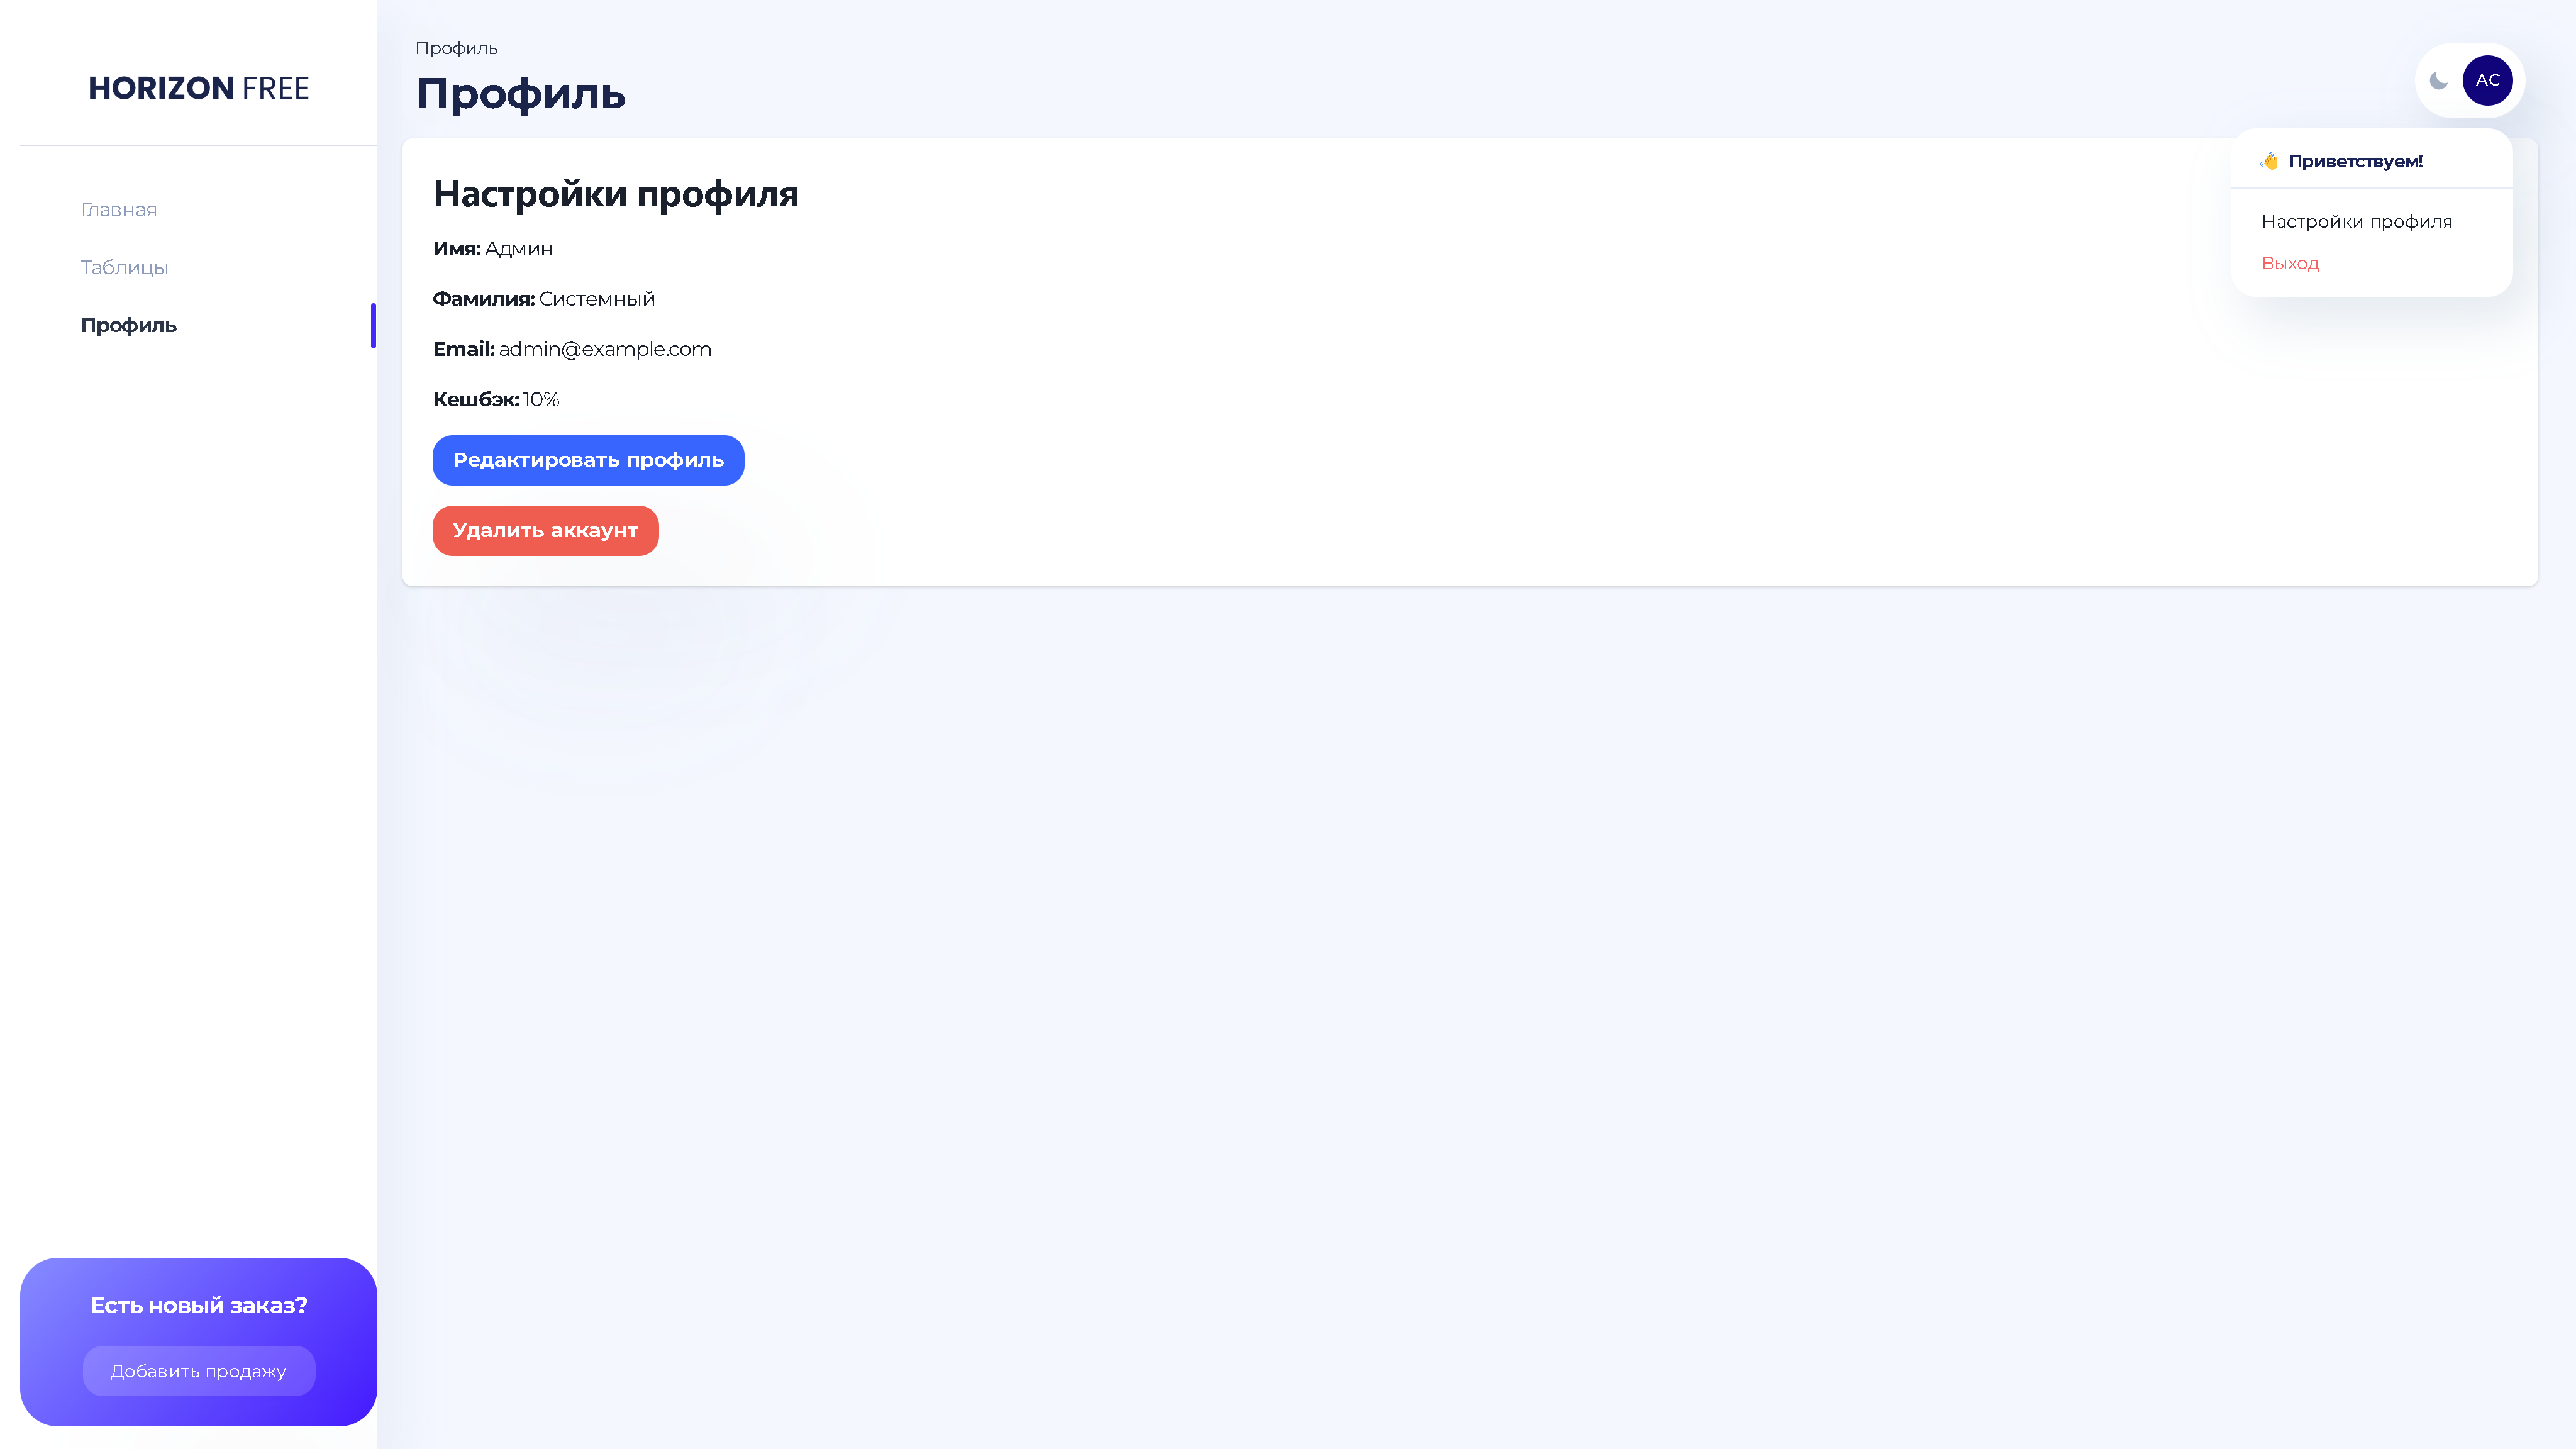 HORIZON FREE
Главная
Таблицы
Профиль
Есть новый заказ?
Добавить продажу
Профиль
Профиль
AC
👋 Приветствуем!
Настройки профиля
Выход
Настройки профиля
Имя: Админ
Фамилия: Системный
Email: admin@example.com
Кешбэк: 10%
Редактировать профиль
Удалить аккаунт